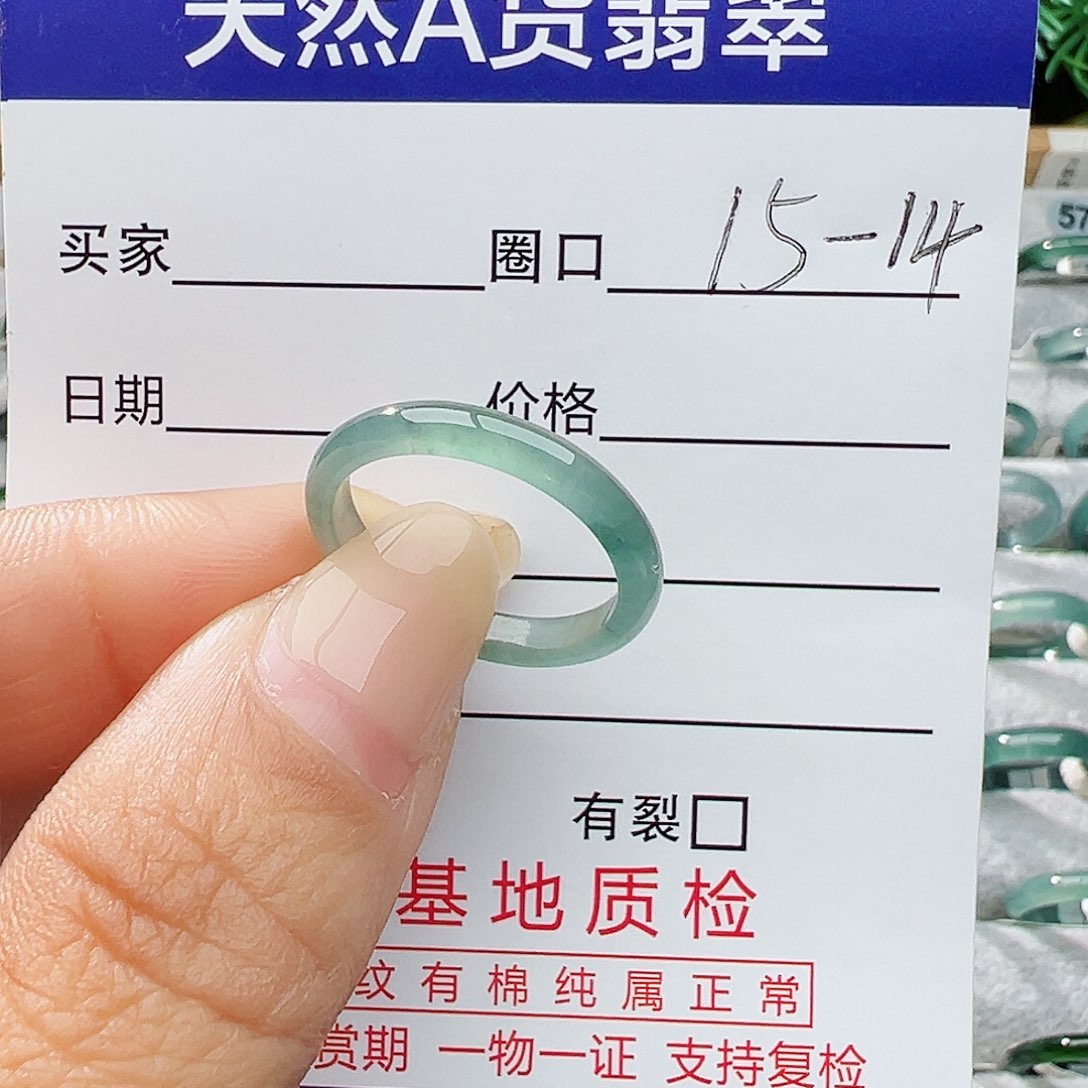 天然A货翡翠
买家 圈口 15-14
日期 价格
有裂□
基地质检
纹有棉纯属正常
赏期 一物一证 支持复检
57